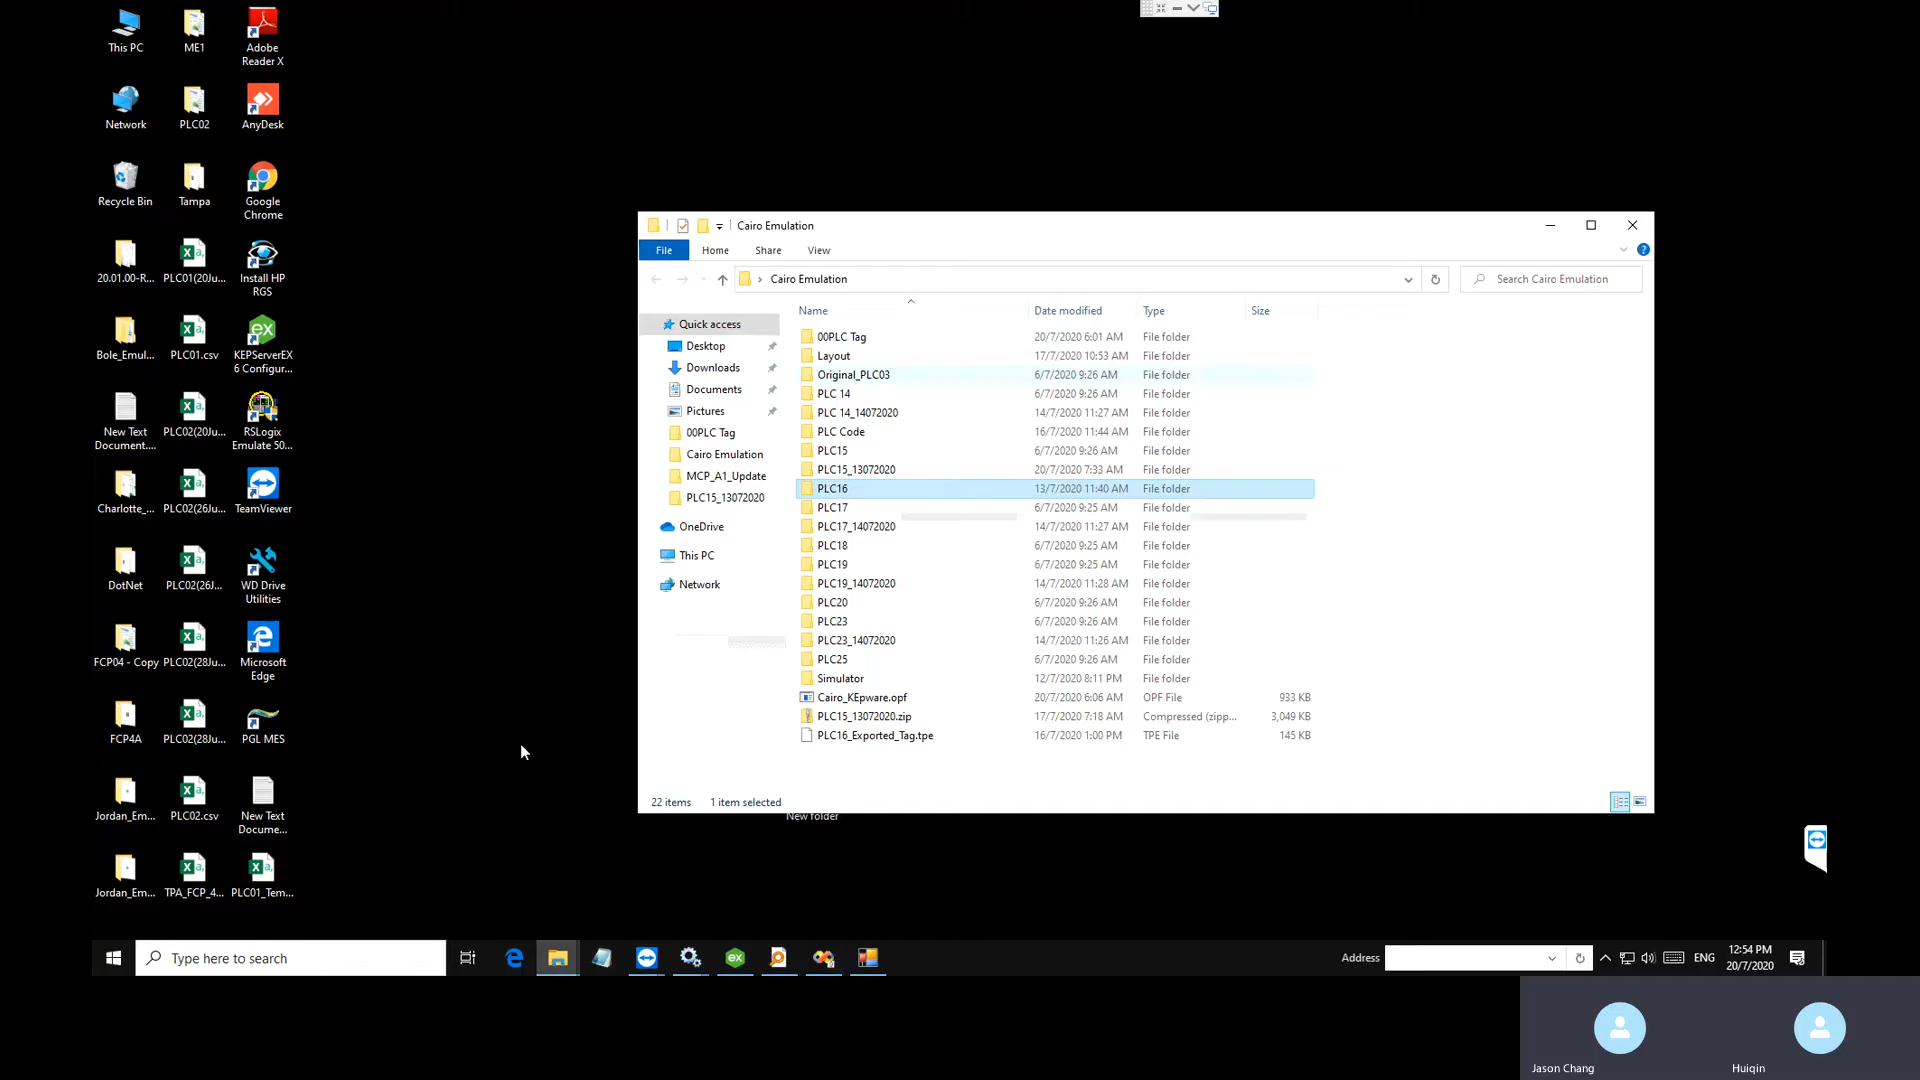 This PC
ME1
Adobe
Reader X
Network
PLC02
AnyDesk
Recycle Bin
Tampa
Google
Chrome
20.01.00-R...
PLC01(20Ju...
Install HP
RGS
Bole_Emul...
PLC01.csv
KEPServerEX
6 Configur...
New Text
Document....
PLC02(20Ju...
RSLogix
Emulate 50...
Charlotte_...
PLC02(26Ju...
TeamViewer
DotNet
PLC02(26J...
WD Drive
Utilities
FCP04 - Copy
PLC02(28Ju...
Microsoft
Edge
FCP4A
PLC02(28Ju...
PGL MES
Jordan_Em...
PLC02.csv
New Text
Docume...
Jordan_Em...
TPA_FCP_4...
PLC01_Tem...
Cairo Emulation
File Home Share View
Cairo Emulation
Search Cairo Emulation
Quick access
Desktop
Downloads
Documents
Pictures
00PLC Tag
Cairo Emulation
MCP_A1_Update
PLC15_13072020
OneDrive
This PC
Network
Name Date modified Type Size
00PLC Tag 20/7/2020 6:01 AM File folder
Layout 17/7/2020 10:53 AM File folder
Original_PLC03 6/7/2020 9:26 AM File folder
PLC 14 6/7/2020 9:26 AM File folder
PLC 14_14072020 14/7/2020 11:27 AM File folder
PLC Code 16/7/2020 11:44 AM File folder
PLC15 6/7/2020 9:26 AM File folder
PLC15_13072020 20/7/2020 7:33 AM File folder
PLC16 13/7/2020 11:40 AM File folder
PLC17 6/7/2020 9:25 AM File folder
PLC17_14072020 14/7/2020 11:27 AM File folder
PLC18 6/7/2020 9:25 AM File folder
PLC19 6/7/2020 9:25 AM File folder
PLC19_14072020 14/7/2020 11:28 AM File folder
PLC20 6/7/2020 9:26 AM File folder
PLC23 6/7/2020 9:26 AM File folder
PLC23_14072020 14/7/2020 11:26 AM File folder
PLC25 6/7/2020 9:26 AM File folder
Simulator 12/7/2020 8:11 PM File folder
Cairo_KEpware.opf 20/7/2020 6:06 AM OPF File 933 KB
PLC15_13072020.zip 17/7/2020 7:18 AM Compressed (zipp... 3,049 KB
PLC16_Exported_Tag.tpe 16/7/2020 1:00 PM TPE File 145 KB
22 items 1 item selected
New folder
Type here to search
Address
ENG
12:54 PM
20/7/2020
Jason Chang
Huiqin